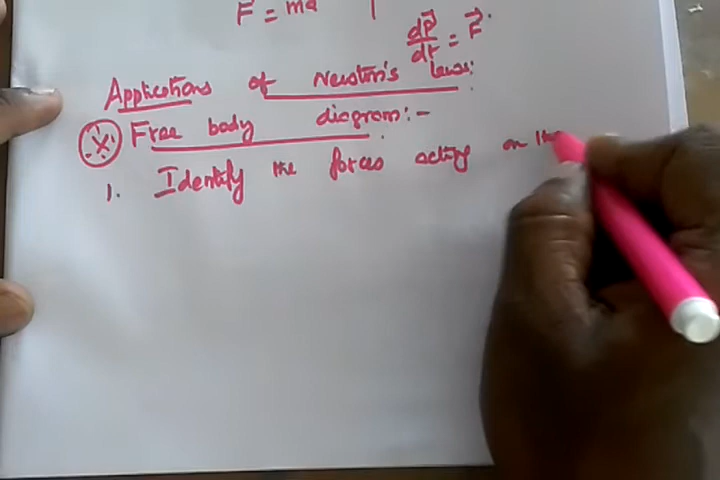 F = ma
dP/dt = F
Applications of Newton's laws:
(*) Free body diagram:-
1. Identify the forces acting on the